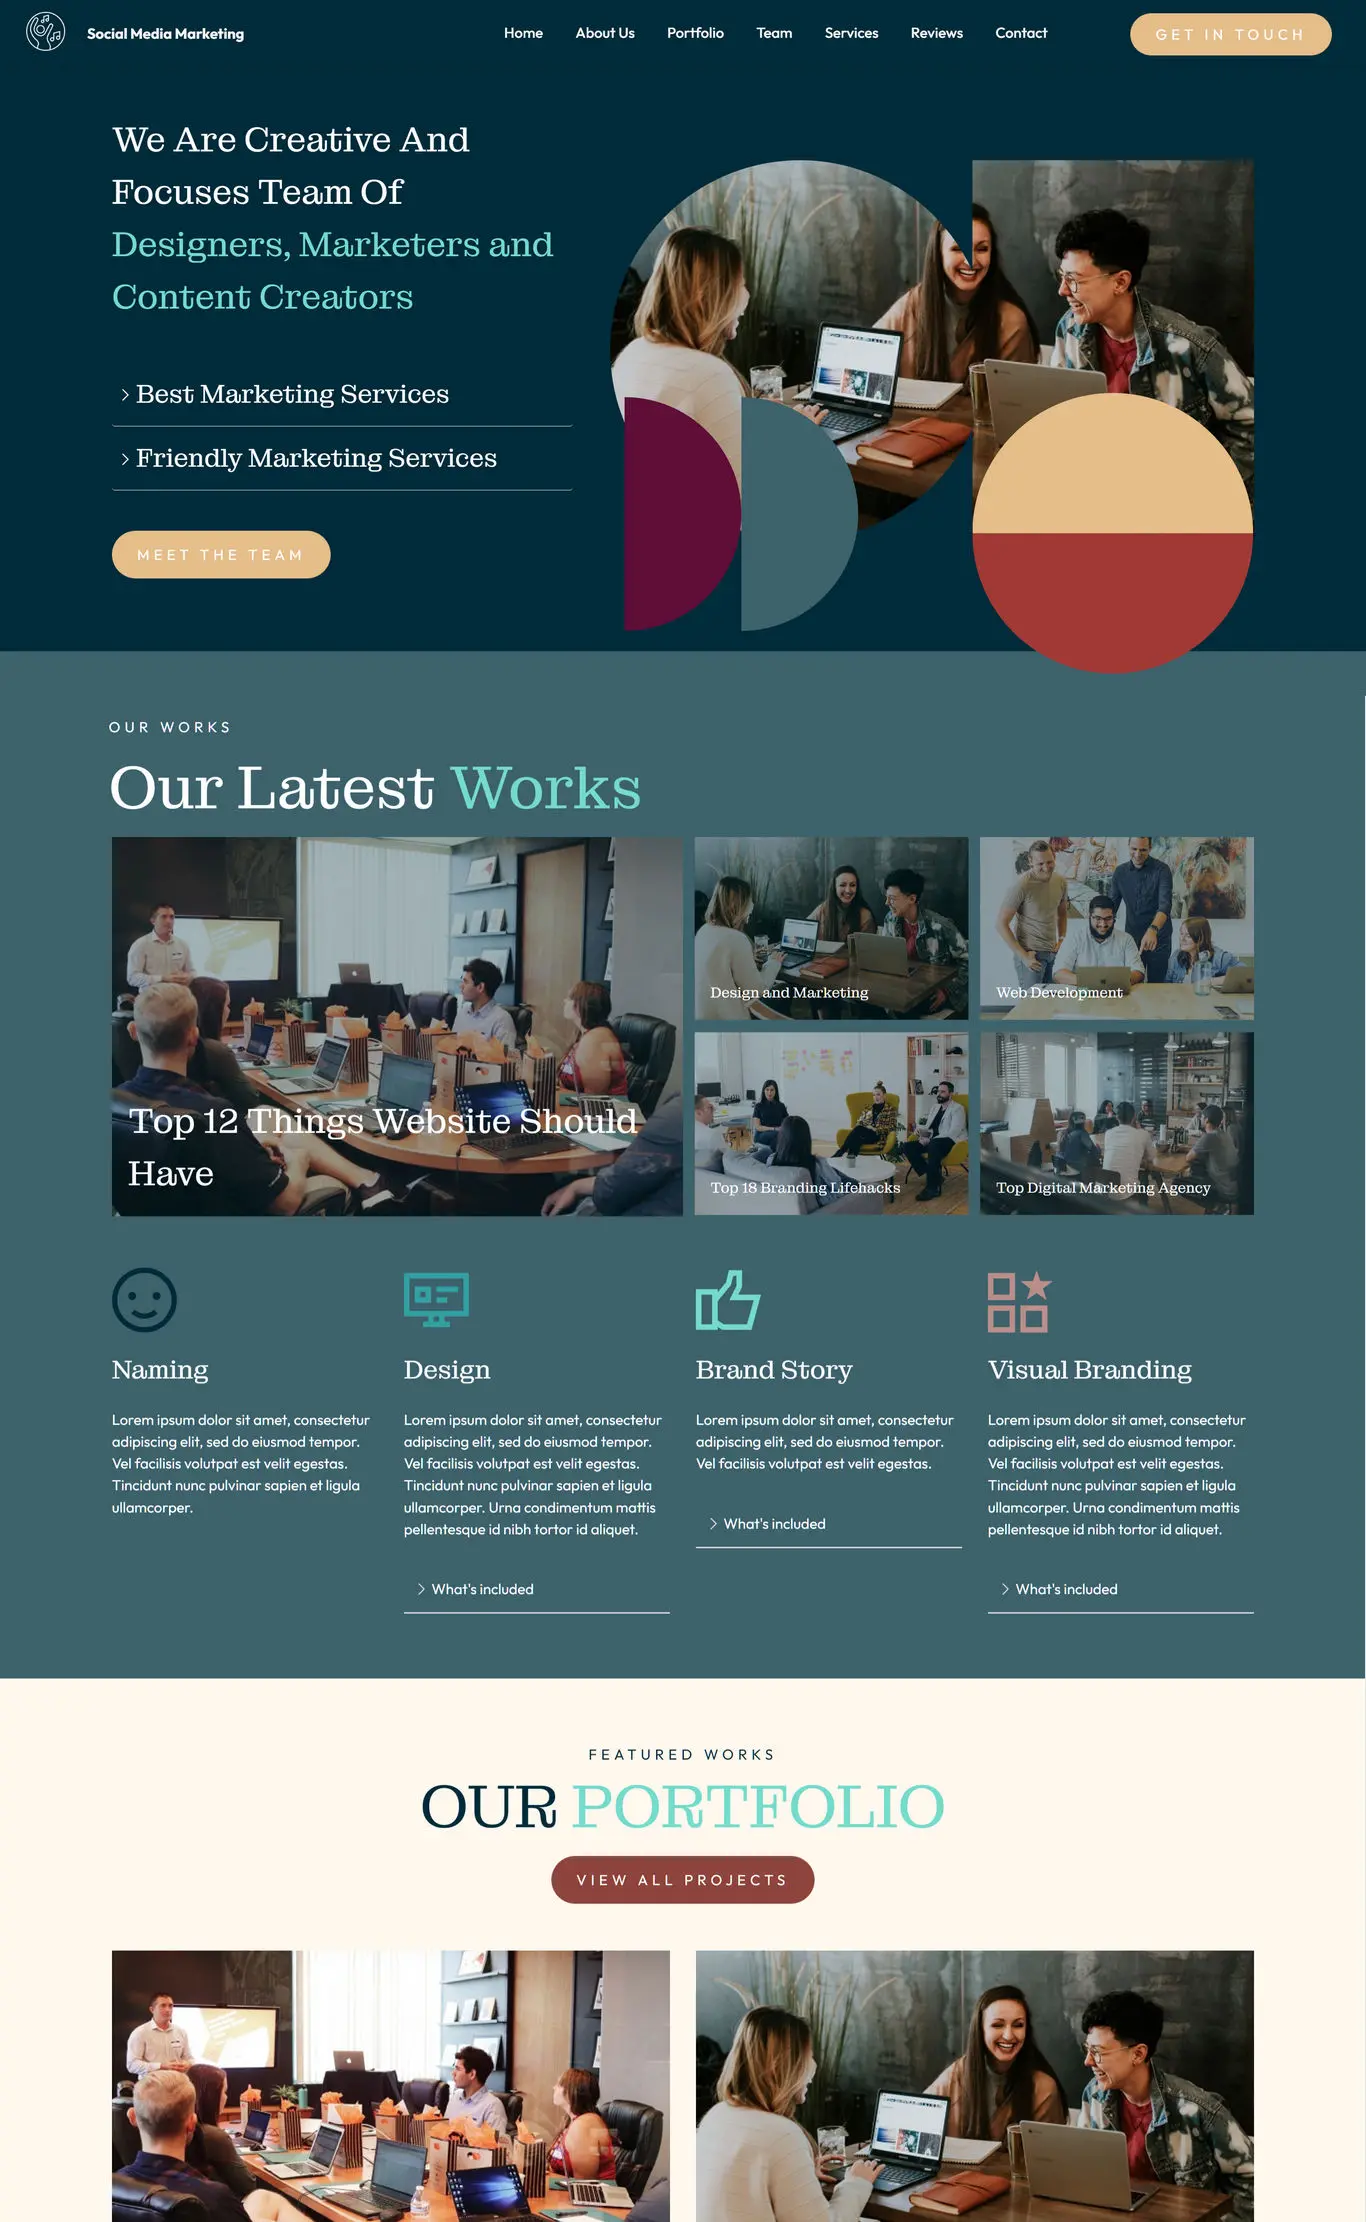 Social Media Marketing
Home About Us Portfolio Team Services Reviews Contact
GET IN TOUCH
We Are Creative And
Focuses Team Of
Designers, Marketers and
Content Creators
Best Marketing Services
Friendly Marketing Services
MEET THE TEAM
OUR WORKS
Our Latest Works
Top 12 Things Website Should
Have
Design and Marketing
Web Development
Top 18 Branding Lifehacks
Top Digital Marketing Agency
Naming
Lorem ipsum dolor sit amet, consectetur
adipiscing elit, sed do eiusmod tempor.
Vel facilisis volutpat est velit egestas.
Tincidunt nunc pulvinar sapien et ligula
ullamcorper.
Design
Lorem ipsum dolor sit amet, consectetur
adipiscing elit, sed do eiusmod tempor.
Vel facilisis volutpat est velit egestas.
Tincidunt nunc pulvinar sapien et ligula
ullamcorper. Urna condimentum mattis
pellentesque id nibh tortor id aliquet.
What's included
Brand Story
Lorem ipsum dolor sit amet, consectetur
adipiscing elit, sed do eiusmod tempor.
Vel facilisis volutpat est velit egestas.
What's included
Visual Branding
Lorem ipsum dolor sit amet, consectetur
adipiscing elit, sed do eiusmod tempor.
Vel facilisis volutpat est velit egestas.
Tincidunt nunc pulvinar sapien et ligula
ullamcorper. Urna condimentum mattis
pellentesque id nibh tortor id aliquet.
What's included
FEATURED WORKS
OUR PORTFOLIO
VIEW ALL PROJECTS